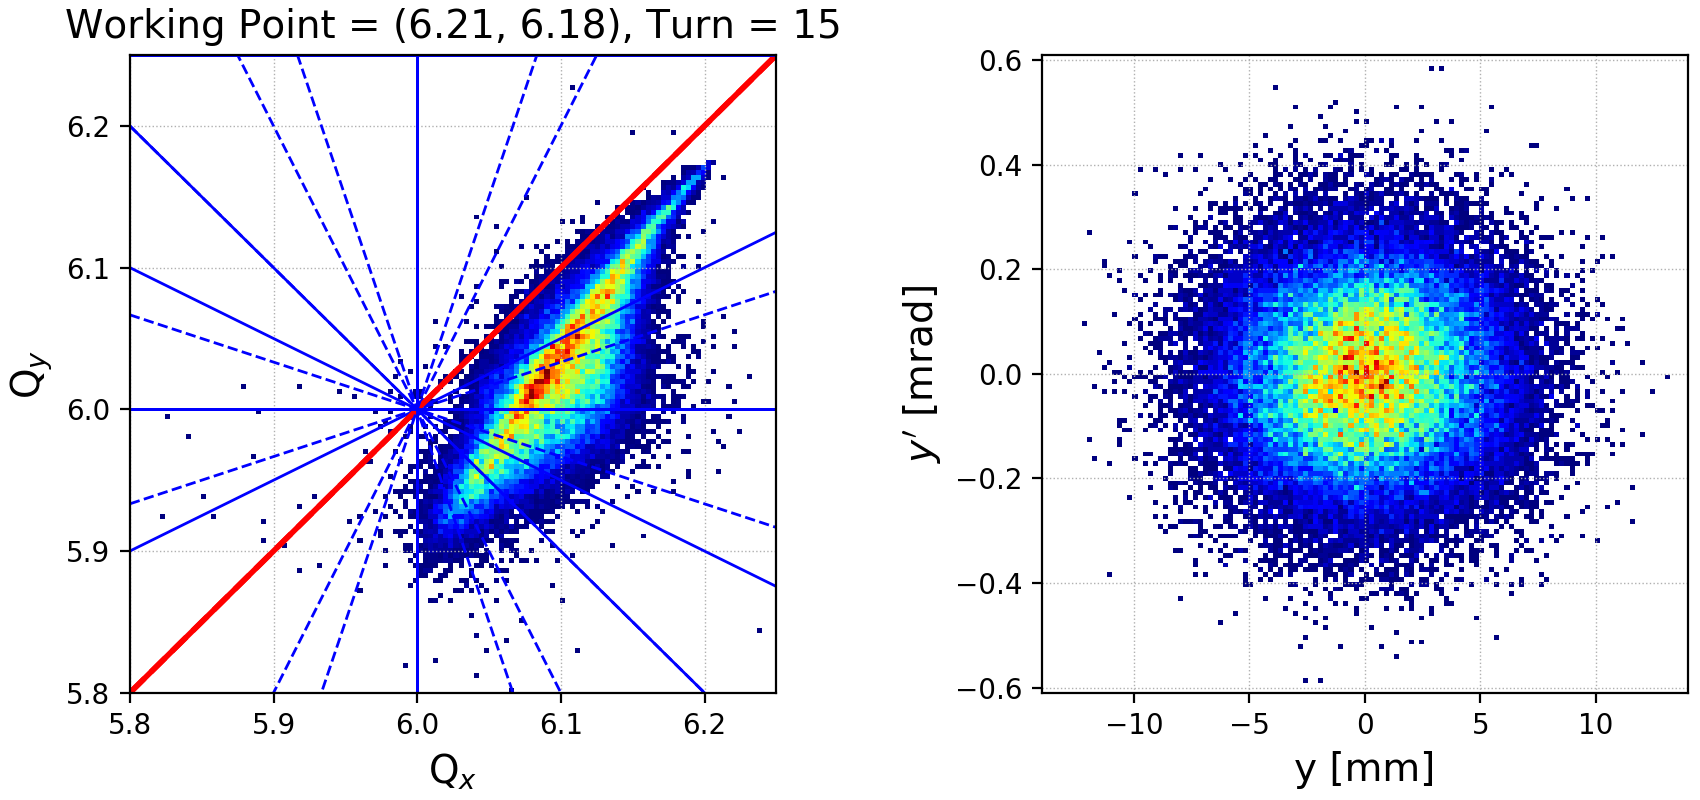 Working Point = (6.21, 6.18), Turn = 15
6.2
6.1
6.0
5.9
5.8
Q_y
5.8 5.9 6.0 6.1 6.2
Q_x
0.6
0.4
0.2
0.0
−0.2
−0.4
−0.6
y′ [mrad]
−10 −5 0 5 10
y [mm]